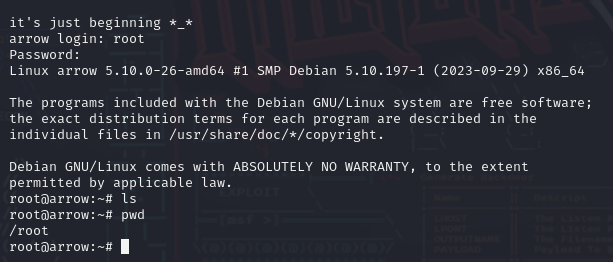 it's just beginning *_*
arrow login: root
Password:
Linux arrow 5.10.0-26-amd64 #1 SMP Debian 5.10.197-1 (2023-09-29) x86_64
The programs included with the Debian GNU/Linux system are free software;
the exact distribution terms for each program are described in the
individual files in /usr/share/doc/*/copyright.
Debian GNU/Linux comes with ABSOLUTELY NO WARRANTY, to the extent
permitted by applicable law.
root@arrow:~# ls
root@arrow:~# pwd
/root
root@arrow:~#